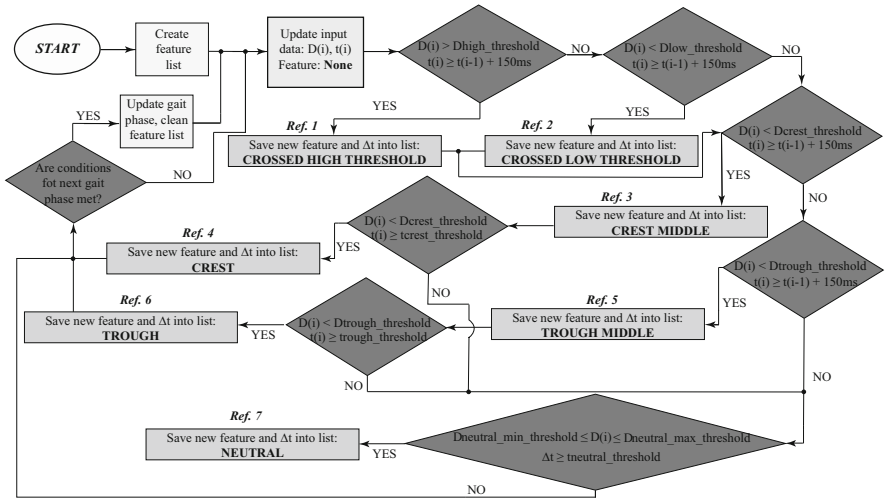 START
Create
feature
list
Update input
data: D(i), t(i)
Feature: None
D(i) > Dhigh_threshold
t(i) ≥ t(i-1) + 150ms
NO
D(i) < Dlow_threshold
t(i) ≥ t(i-1) + 150ms
NO
YES
Update gait
phase, clean
feature list
YES
YES
Ref. 1
Save new feature and Δt into list:
CROSSED HIGH THRESHOLD
Ref. 2
Save new feature and Δt into list:
CROSSED LOW THRESHOLD
D(i) < Dcrest_threshold
t(i) ≥ t(i-1) + 150ms
Are conditions
fot next gait
phase met?
NO
YES
NO
Ref. 3
Save new feature and Δt into list:
CREST MIDDLE
D(i) < Dcrest_threshold
t(i) ≥ tcrest_threshold
YES
NO
Ref. 4
Save new feature and Δt into list:
CREST
D(i) < Dtrough_threshold
t(i) ≥ t(i-1) + 150ms
YES
NO
Ref. 5
Save new feature and Δt into list:
TROUGH MIDDLE
D(i) < Dtrough_threshold
t(i) ≥ trough_threshold
YES
NO
Ref. 6
Save new feature and Δt into list:
TROUGH
Ref. 7
Save new feature and Δt into list:
NEUTRAL
YES
Dneutral_min_threshold ≤ D(i) ≤ Dneutral_max_threshold
Δt ≥ tneutral_threshold
NO